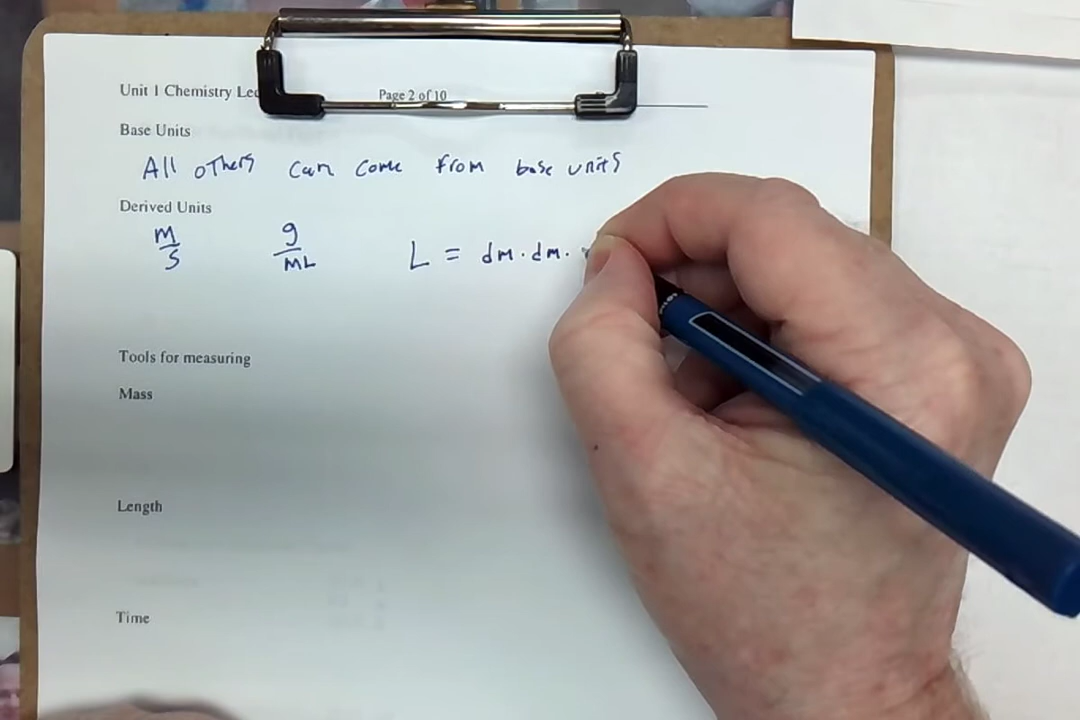 Unit 1 Chemistry Lec Page 2 of 10
Base Units
All others can come from base units
Derived Units
m/s g/mL L = dm·dm·
Tools for measuring
Mass
Length
Time